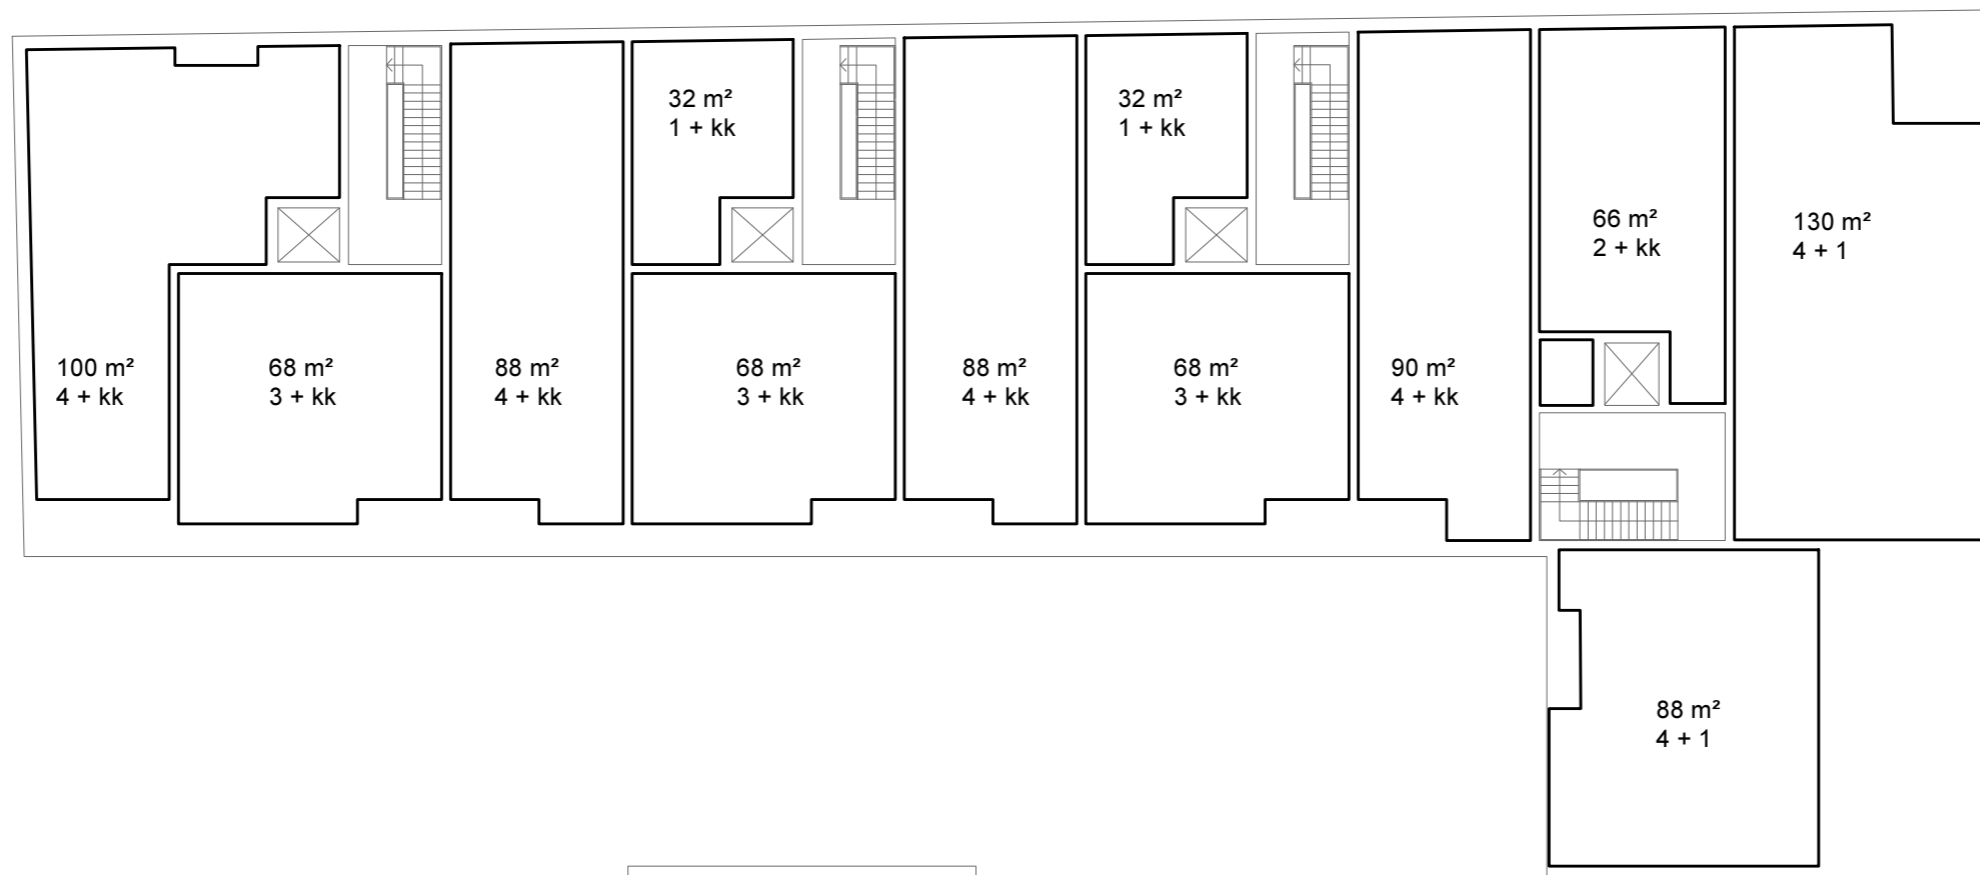 32 m²
1 + kk
32 m²
1 + kk
66 m²
2 + kk
130 m²
4 + 1
100 m²
4 + kk
68 m²
3 + kk
88 m²
4 + kk
68 m²
3 + kk
88 m²
4 + kk
68 m²
3 + kk
90 m²
4 + kk
88 m²
4 + 1